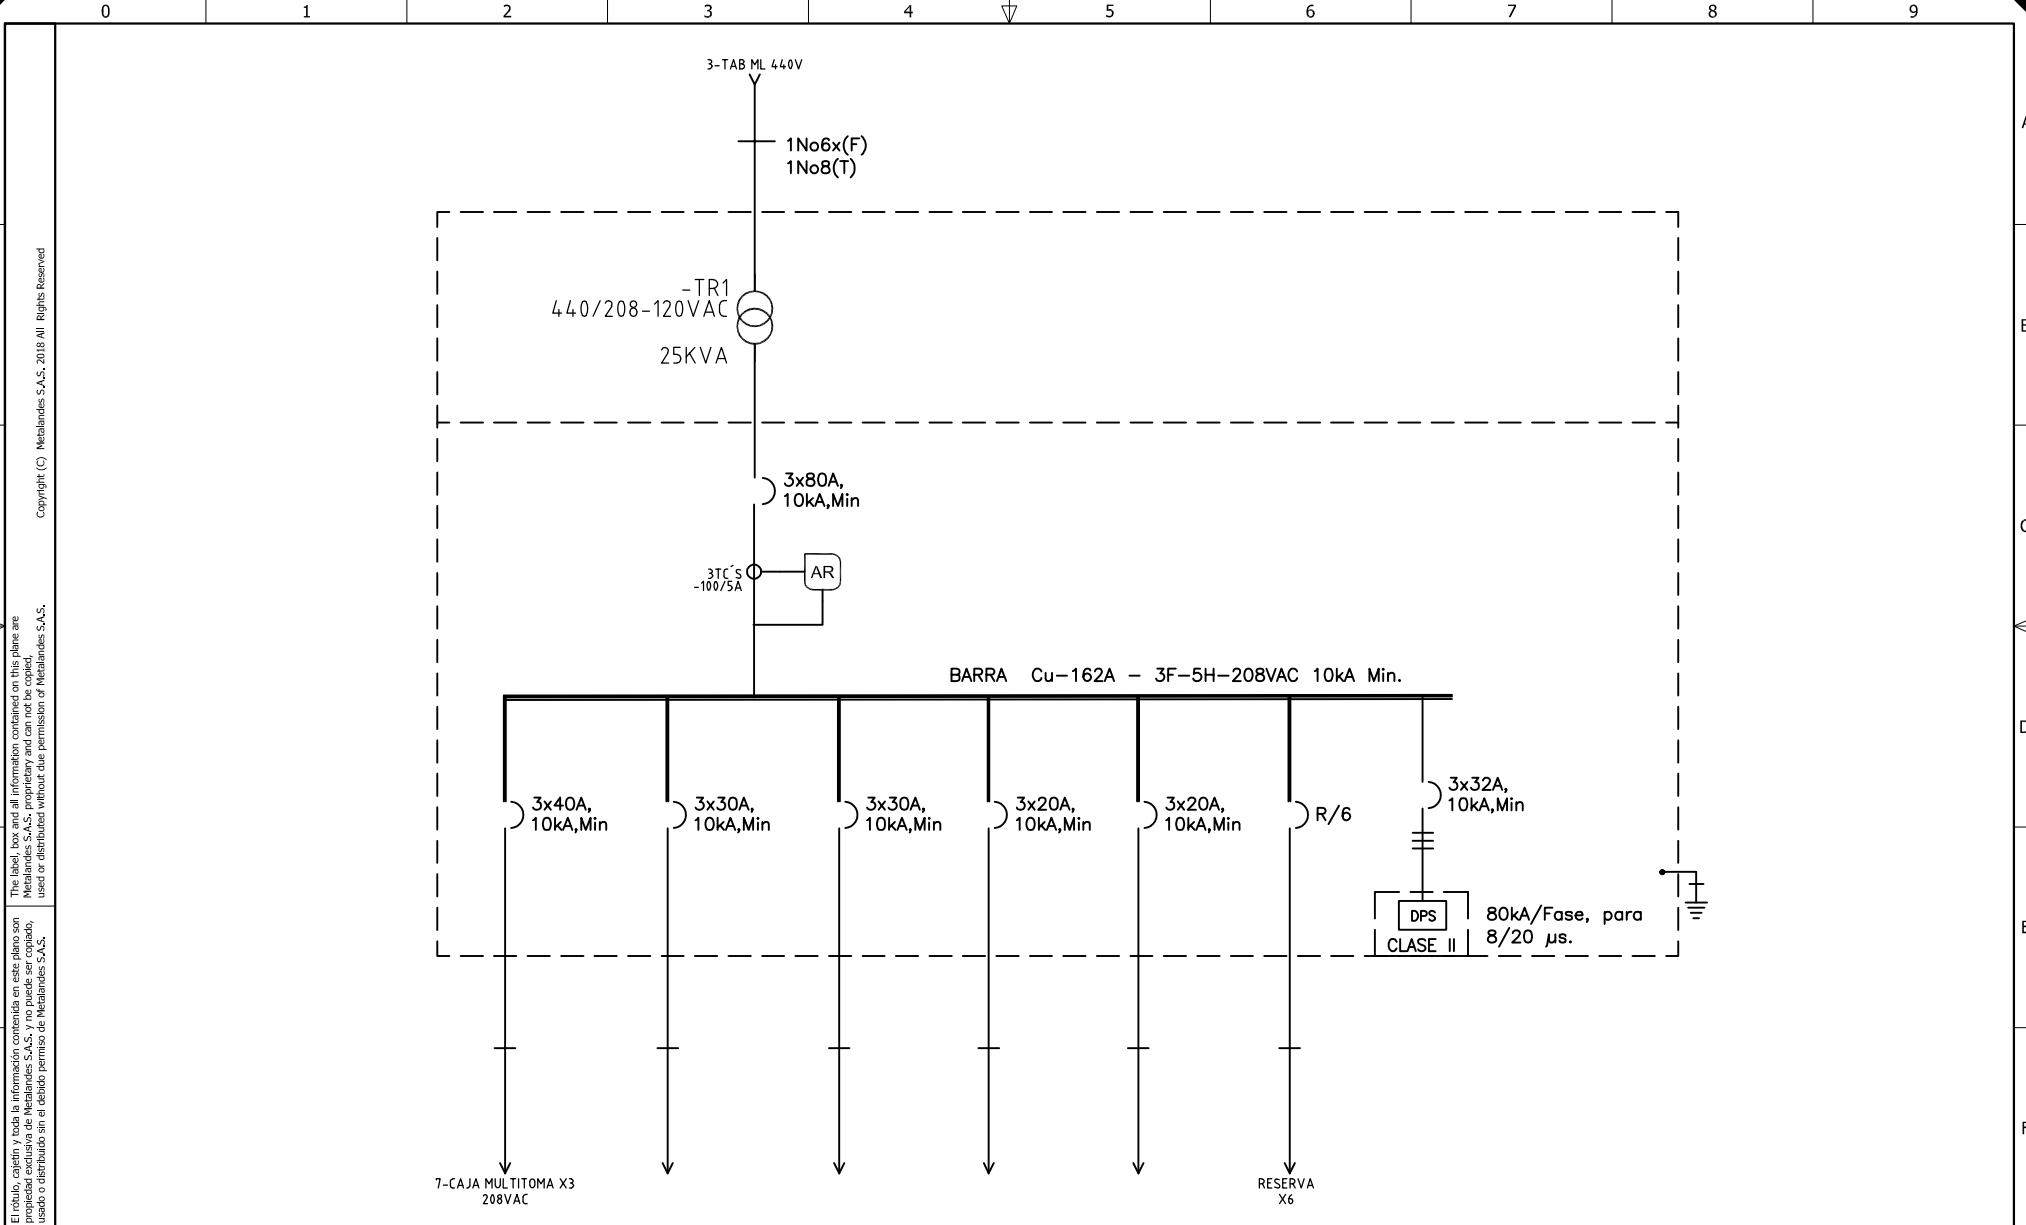 0 1 2 3 4 5 6 7 8 9
3-TAB ML 440V
1No6x(F)
1No8(T)
-TR1
440/208-120VAC
25KVA
3x80A,
10kA,Min
3TC´S
-100/5A
AR
BARRA Cu-162A - 3F-5H-208VAC 10kA Min.
3x40A,
10kA,Min
3x30A,
10kA,Min
3x30A,
10kA,Min
3x20A,
10kA,Min
3x20A,
10kA,Min
R/6
3x32A,
10kA,Min
DPS
CLASE II
80kA/Fase, para
8/20 µs.
7-CAJA MULTITOMA X3
208VAC
RESERVA
X6
Copyright (C) Metalandes S.A.S. 2018 All Rights Reserved
The label, box and all information contained on this plane are
Metalandes S.A.S. proprietary and can not be copied,
used or distributed without due permission of Metalandes S.A.S.
El rótulo, cajetín y toda la información contenida en este plano son
propiedad exclusiva de Metalandes S.A.S. y no puede ser copiado,
usado o distribuido sin el debido permiso de Metalandes S.A.S.